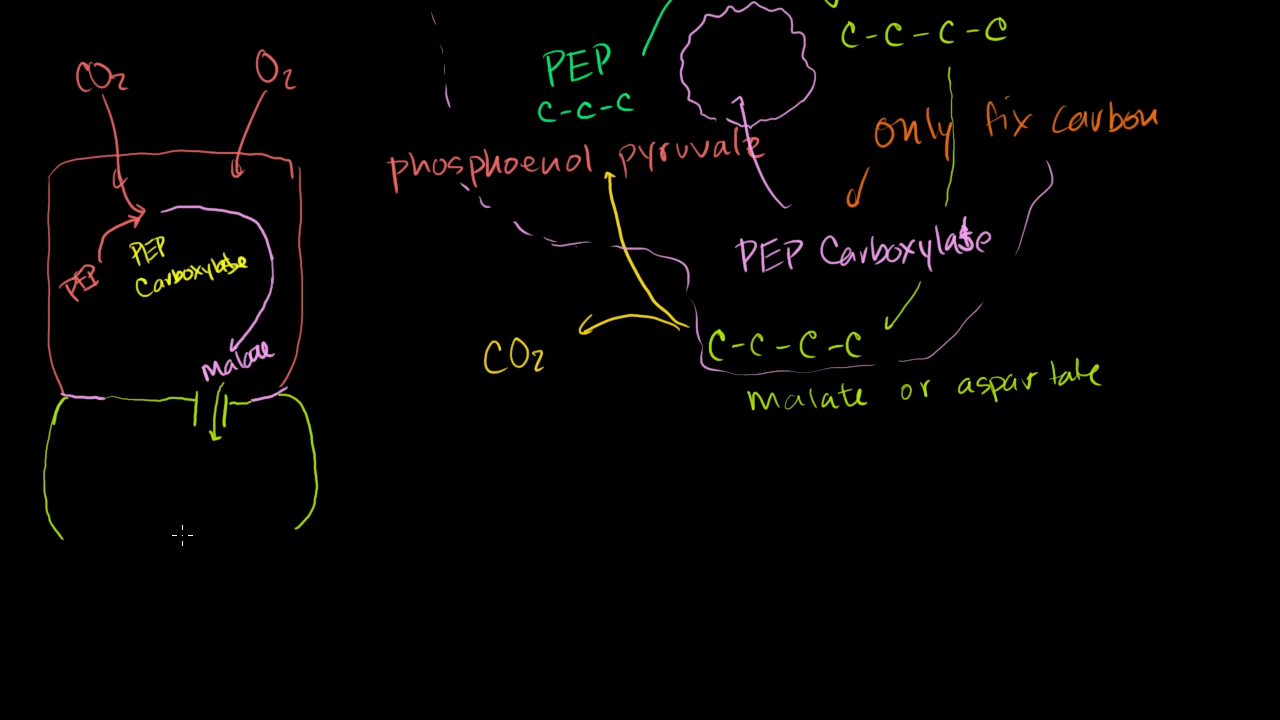 CO2
O2
PEP
PEP
Carboxylase
Malate
PEP
C-C-C
phosphoenol pyruvate
C-C-C-C
only fix carbon
PEP Carboxylase
CO2
C-C-C-C
Malate or aspartate